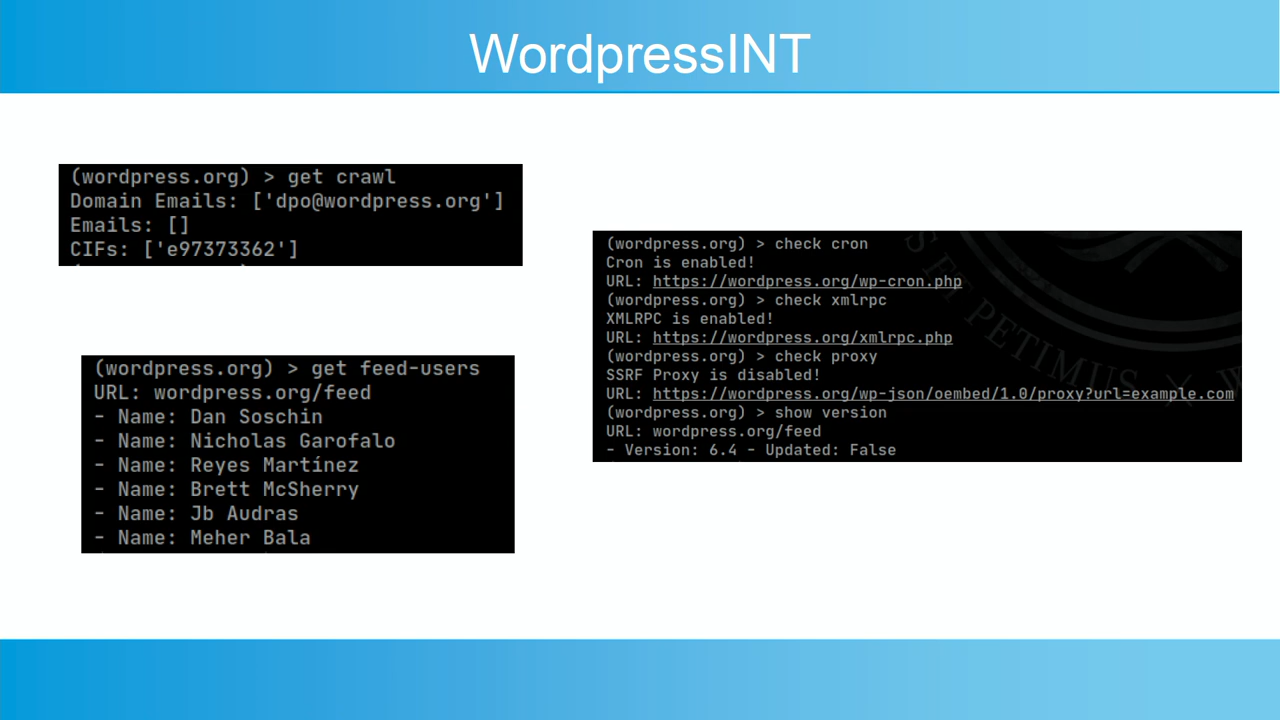 WordpressINT
(wordpress.org) > get crawl
Domain Emails: ['dpo@wordpress.org']
Emails: []
CIFs: ['e97373362']
(wordpress.org) > get feed-users
URL: wordpress.org/feed
- Name: Dan Soschin
- Name: Nicholas Garofalo
- Name: Reyes Martínez
- Name: Brett McSherry
- Name: Jb Audras
- Name: Meher Bala
(wordpress.org) > check cron
Cron is enabled!
URL: https://wordpress.org/wp-cron.php
(wordpress.org) > check xmlrpc
XMLRPC is enabled!
URL: https://wordpress.org/xmlrpc.php
(wordpress.org) > check proxy
SSRF Proxy is disabled!
URL: https://wordpress.org/wp-json/oembed/1.0/proxy?url=example.com
(wordpress.org) > show version
URL: wordpress.org/feed
- Version: 6.4 - Updated: False
PETIMUS